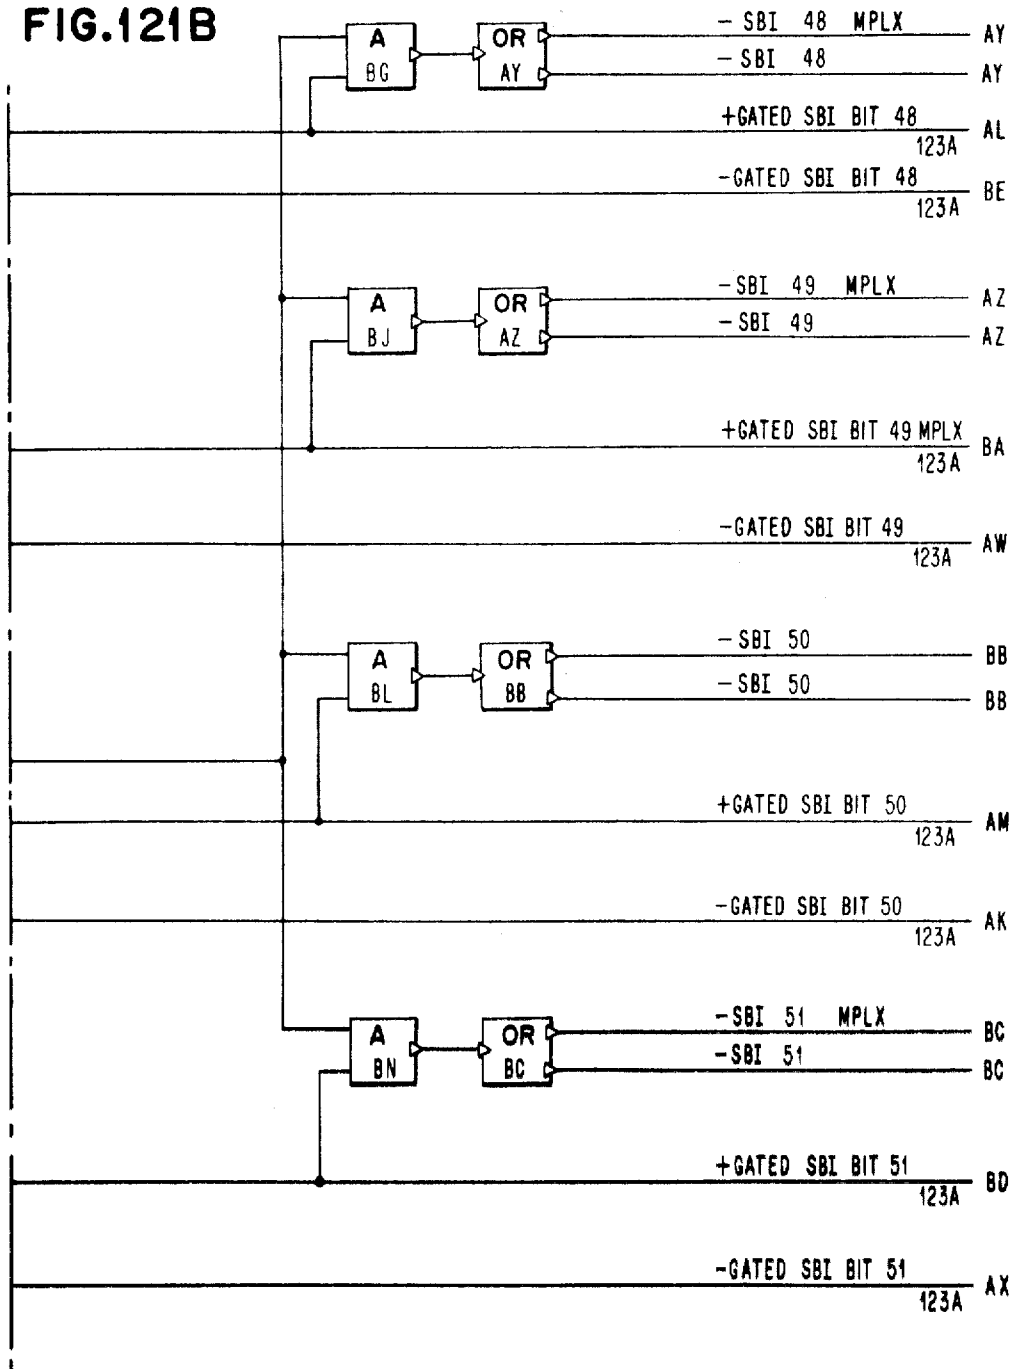 FIG.121B
A
BG
OR
AY
- SBI 48 MPLX AY
- SBI 48 AY
+GATED SBI BIT 48 AL
123A
-GATED SBI BIT 48 BE
123A
A
BJ
OR
AZ
- SBI 49 MPLX AZ
- SBI 49 AZ
+GATED SBI BIT 49 MPLX BA
123A
-GATED SBI BIT 49 AW
123A
A
BL
OR
BB
- SBI 50 BB
- SBI 50 BB
+GATED SBI BIT 50 AM
123A
-GATED SBI BIT 50 AK
123A
A
BN
OR
BC
-SBI 51 MPLX BC
-SBI 51 BC
+GATED SBI BIT 51 BD
123A
-GATED SBI BIT 51 AX
123A